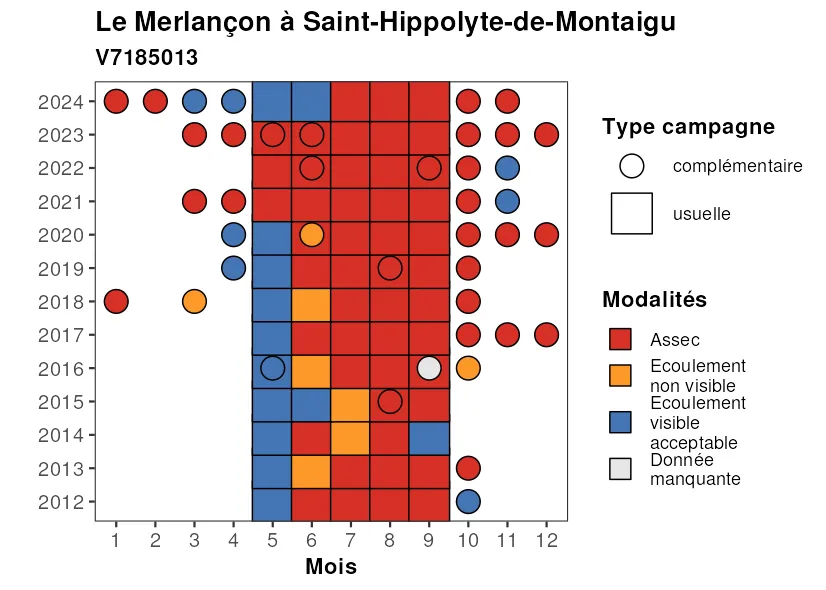 Le Merlançon à Saint-Hippolyte-de-Montaigu
V7185013
2024
2023
2022
2021
2020
2019
2018
2017
2016
2015
2014
2013
2012
1 2 3 4 5 6 7 8 9 10 11 12
Mois
Type campagne
complémentaire
usuelle
Modalités
Assec
Ecoulement
non visible
Ecoulement
visible
acceptable
Donnée
manquante